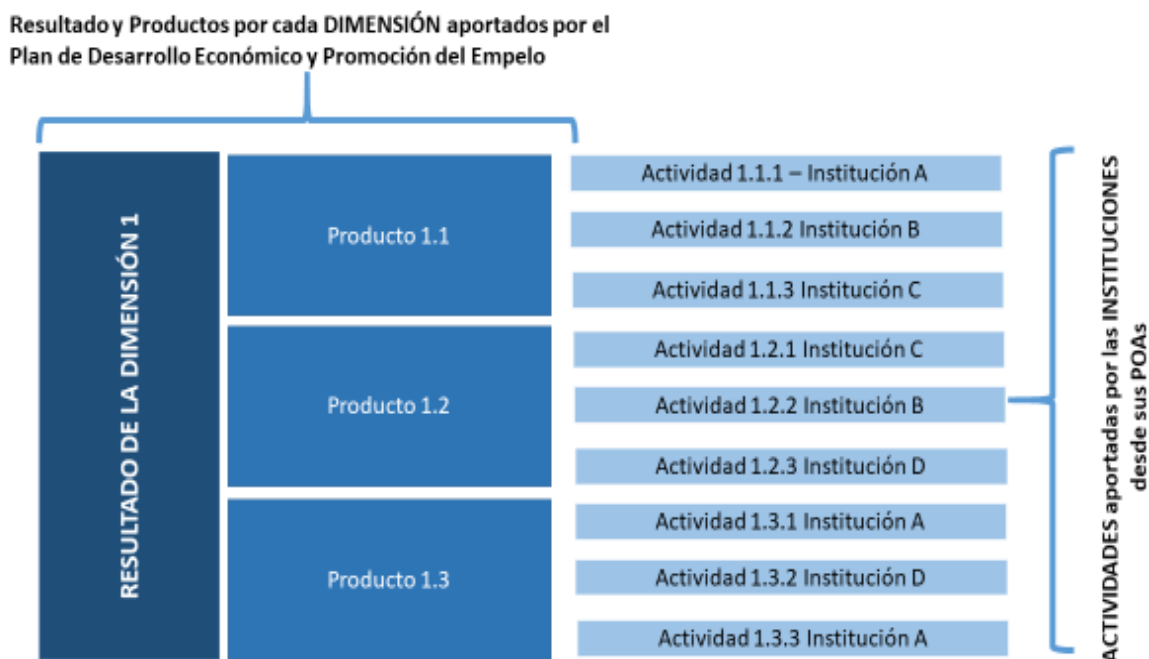 Resultado y Productos por cada DIMENSIÓN aportados por el
Plan de Desarrollo Económico y Promoción del Empelo
RESULTADO DE LA DIMENSIÓN 1
Producto 1.1
Actividad 1.1.1 – Institución A
Actividad 1.1.2 Institución B
Actividad 1.1.3 Institución C
Producto 1.2
Actividad 1.2.1 Institución C
Actividad 1.2.2 Institución B
Actividad 1.2.3 Institución D
Producto 1.3
Actividad 1.3.1 Institución A
Actividad 1.3.2 Institución D
Actividad 1.3.3 Institución A
ACTIVIDADES aportadas por las INSTITUCIONES
desde sus POAs